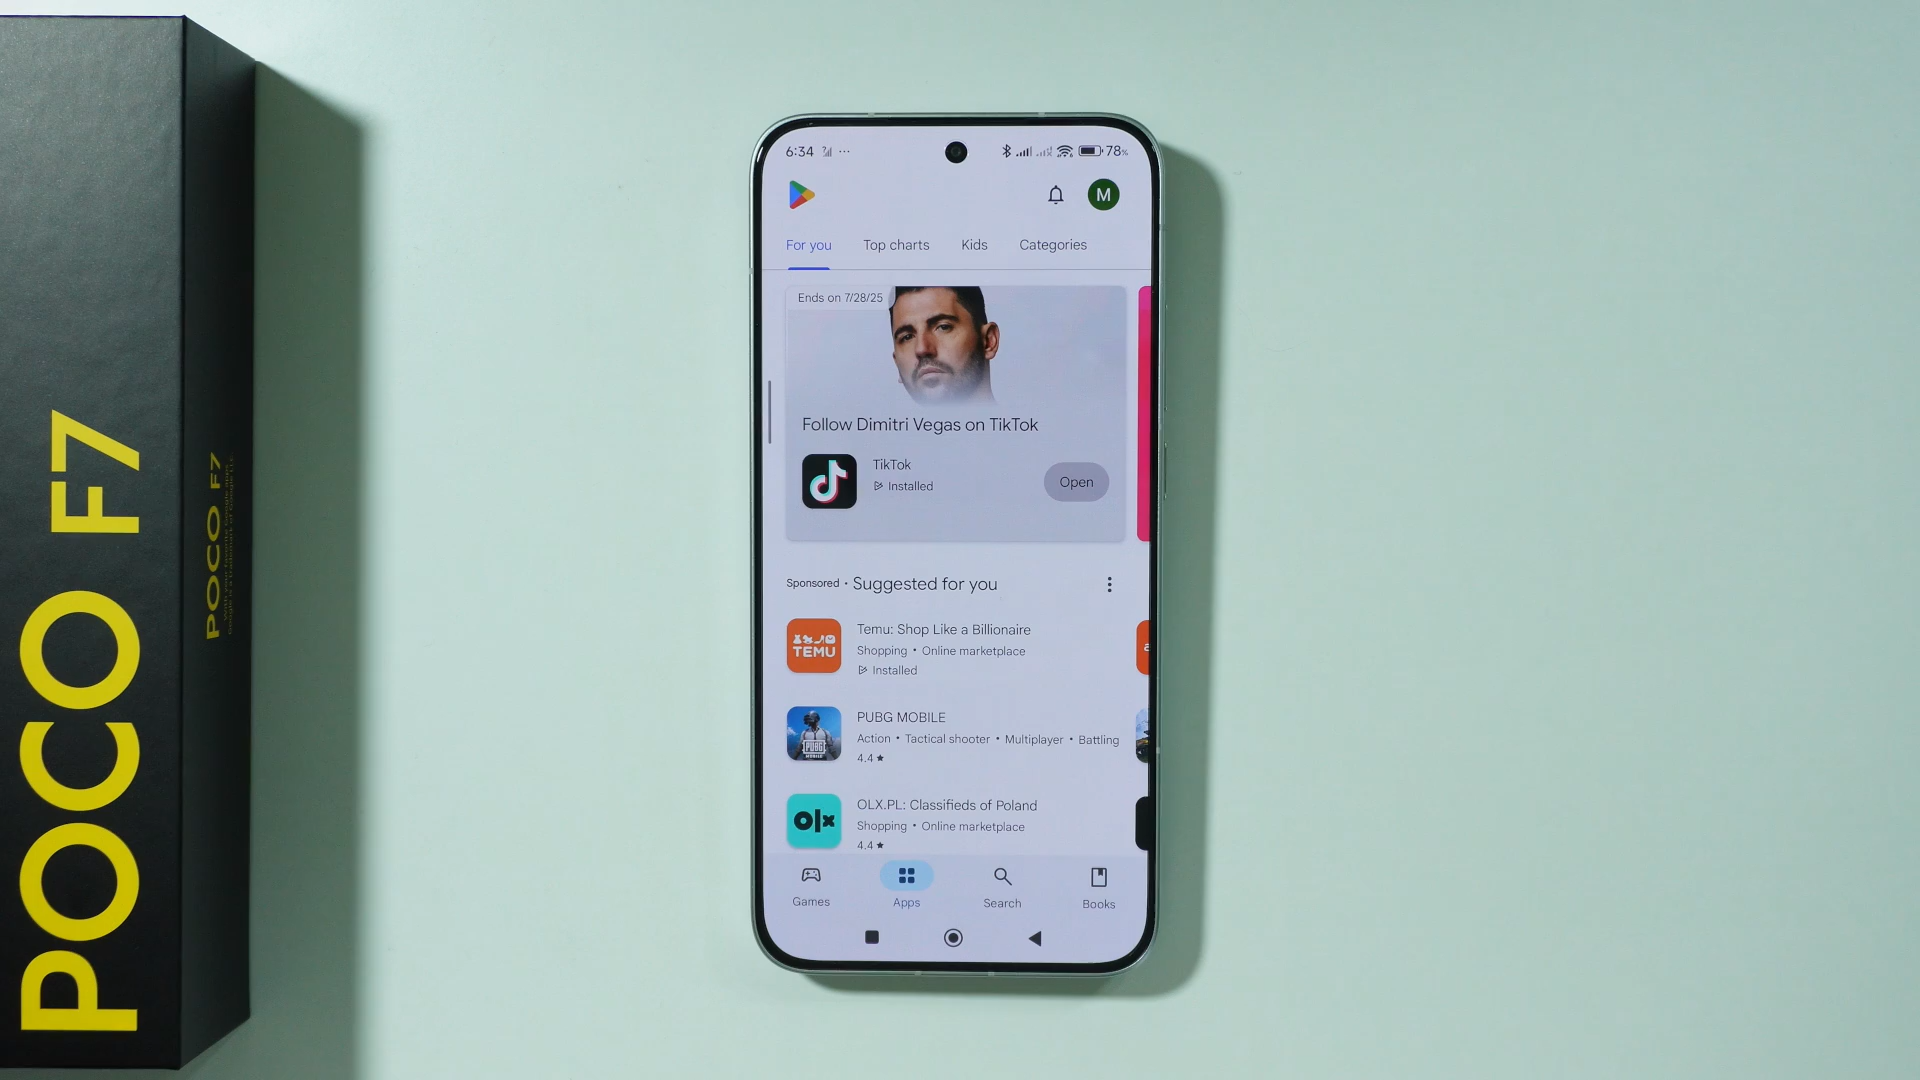 POCO F7
POCO F7
6:34
78%
M
For you
Top charts
Kids
Categories
Ends on 7/28/25
Follow Dimitri Vegas on TikTok
TikTok
Installed
Open
Sponsored • Suggested for you
TEMU
Temu: Shop Like a Billionaire
Shopping • Online marketplace
Installed
PUBG
MOBILE
PUBG MOBILE
Action • Tactical shooter • Multiplayer • Battling
4.4 ★
olx
OLX.PL: Classifieds of Poland
Shopping • Online marketplace
4.4 ★
Games
Apps
Search
Books